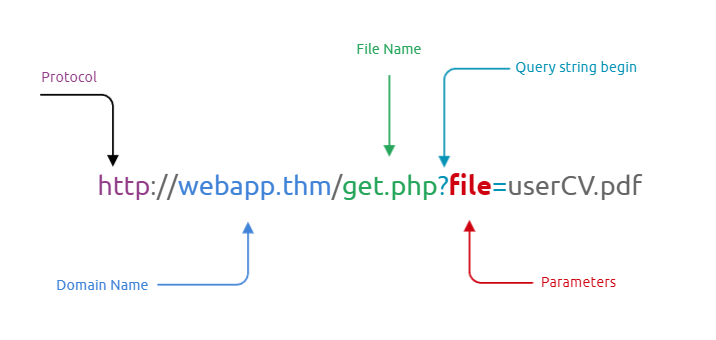 File Name
Query string begin
Protocol
http://webapp.thm/get.php?file=userCV.pdf
Domain Name
Parameters